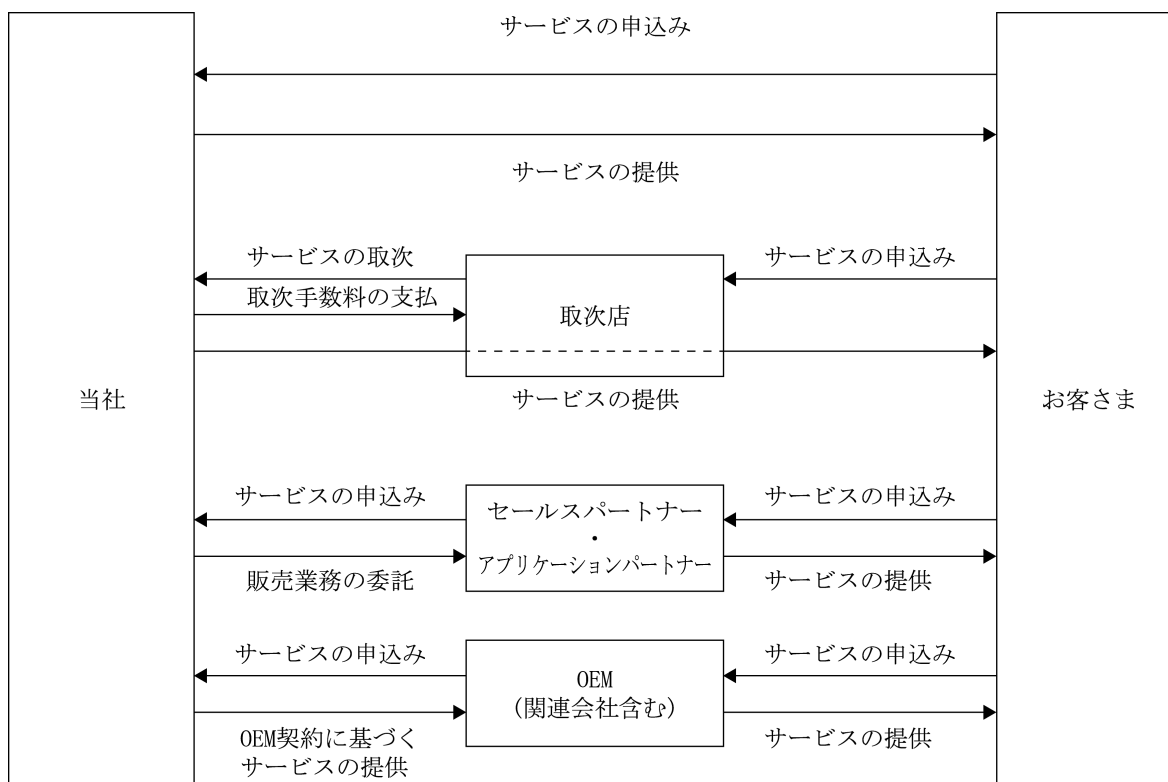 サービスの申込み
サービスの提供
サービスの取次
サービスの申込み
取次手数料の支払
取次店
サービスの提供
当社
お客さま
サービスの申込み
サービスの申込み
セールスパートナー
・
アプリケーションパートナー
販売業務の委託
サービスの提供
サービスの申込み
サービスの申込み
OEM
(関連会社含む)
OEM契約に基づく
サービスの提供
サービスの提供